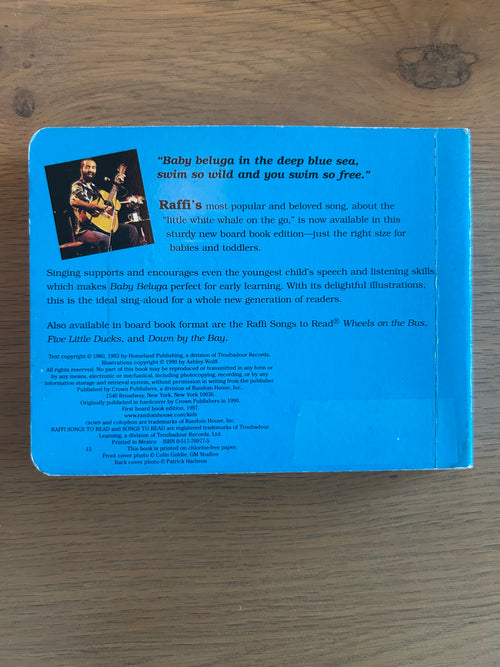 "Baby beluga in the deep blue sea,
swim so wild and you swim so free."
Raffi's most popular and beloved song, about the
"little white whale on the go," is now available in this
sturdy new board book edition—just the right size for
babies and toddlers.
Singing supports and encourages even the youngest child's speech and listening skills,
which makes Baby Beluga perfect for early learning. With its delightful illustrations,
this is the ideal sing-aloud for a whole new generation of readers.
Also available in board book format are the Raffi Songs to Read® Wheels on the Bus,
Five Little Ducks, and Down by the Bay.
Text copyright © 1980, 1983 by Homeland Publishing, a division of Troubadour Records.
Illustrations copyright © 1990 by Ashley Wolff.
All rights reserved. No part of this book may be reproduced or transmitted in any form or
by any means, electronic or mechanical, including photocopying, recording, or by any
information storage and retrieval system, without permission in writing from the publisher.
Published by Crown Publishers, a division of Random House, Inc.,
1540 Broadway, New York, New York 10036.
Originally published in hardcover by Crown Publishers in 1990.
First board book edition, 1997.
www.randomhouse.com/kids
CROWN and colophon are trademarks of Random House, Inc.
RAFFI SONGS TO READ and SONGS TO READ are registered trademarks of Troubadour
Learning, a division of Troubadour Records, Ltd.
Printed in Mexico ISBN 0-517-70977-5
15 This book is printed on chlorine-free paper.
Front cover photo © Colin Goldie, GM Studios
Back cover photo © Patrick Harbron